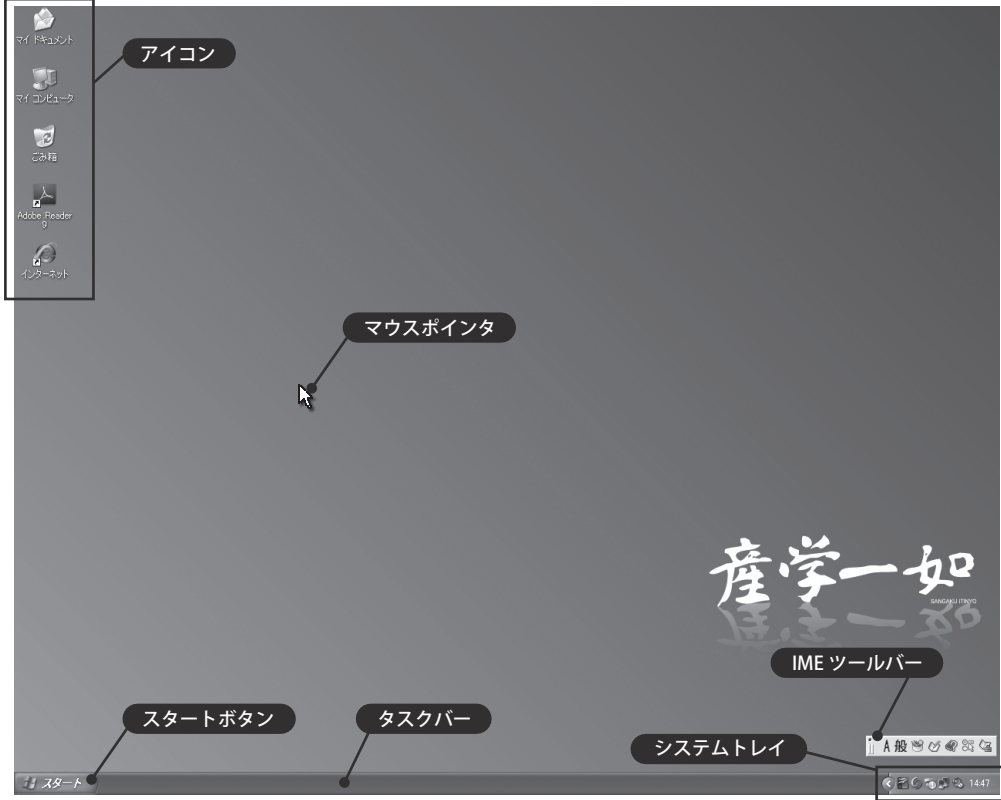 マイ ドキュメント
アイコン
マイ コンピュータ
ごみ箱
Adobe Reader
9
インターネット
マウスポインタ
産学一如
SANGAKU ITINYO
IME ツールバー
スタートボタン
タスクバー
システムトレイ
A 般
スタート
14:47